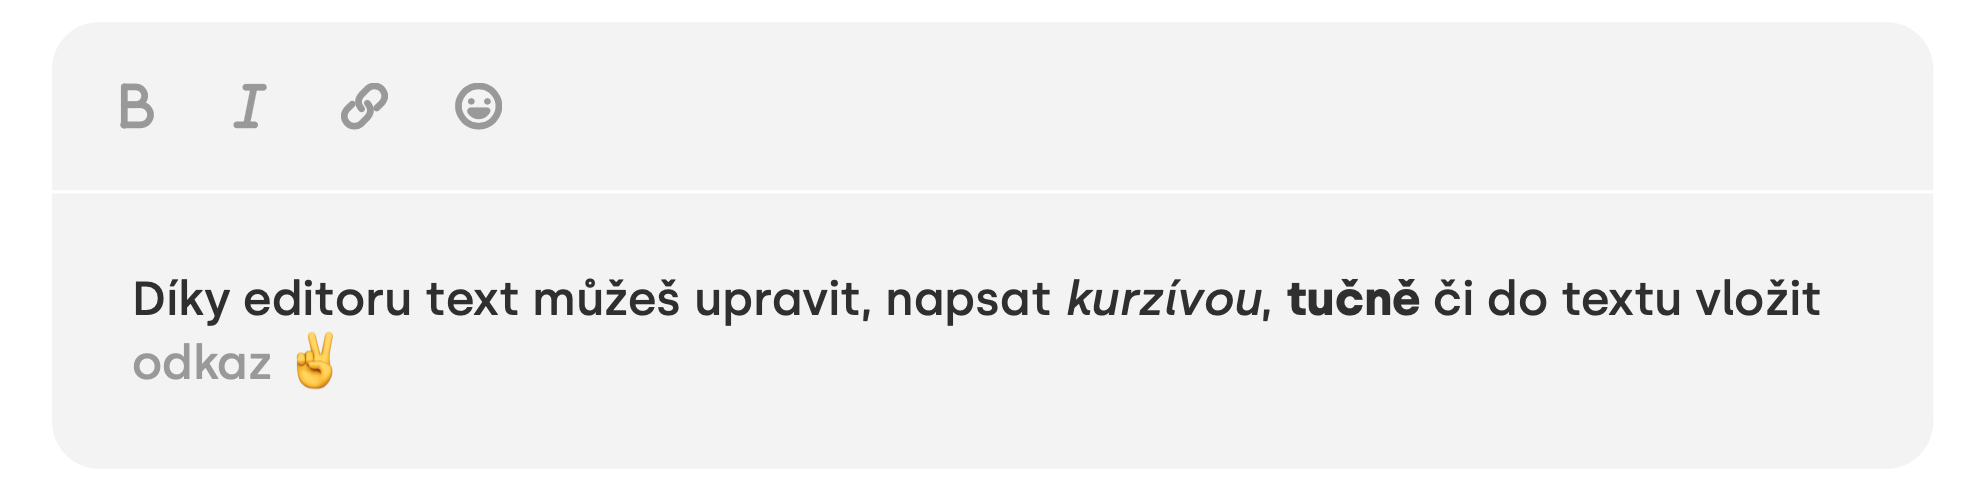 B I
Díky editoru text můžeš upravit, napsat kurzívou, tučně či do textu vložit
odkaz ✌️